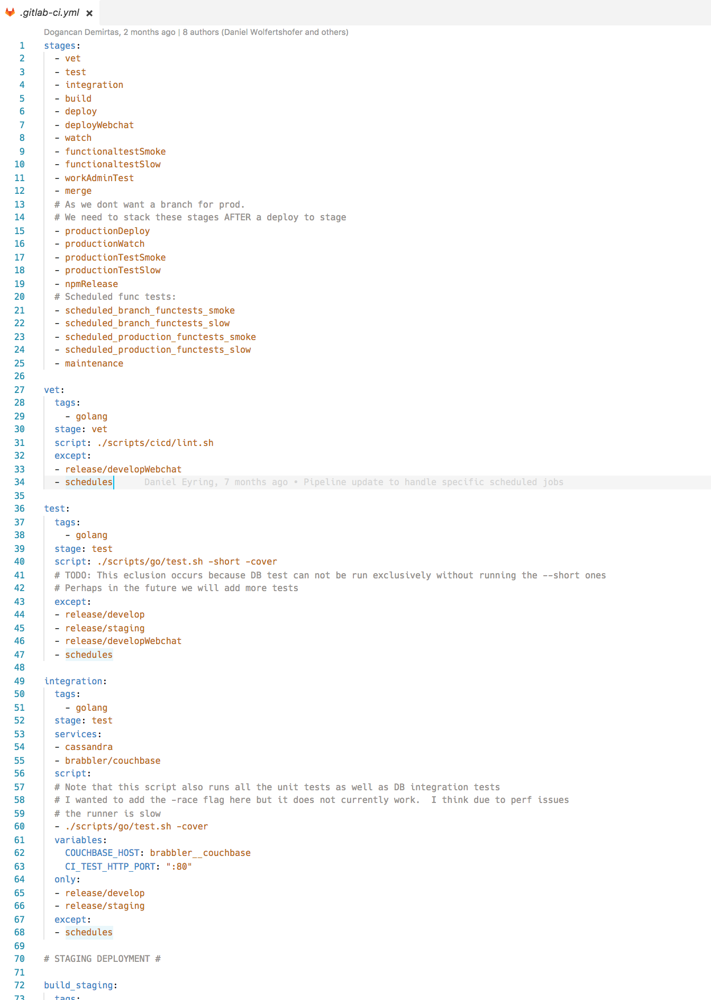 .gitlab-ci.yml ×
Dogancan Demirtas, 2 months ago | 8 authors (Daniel Wolfertshofer and others)
1 stages:
2   - vet
3   - test
4   - integration
5   - build
6   - deploy
7   - deployWebchat
8   - watch
9   - functionaltestSmoke
10   - functionaltestSlow
11   - workAdminTest
12   - merge
13   # As we dont want a branch for prod.
14   # We need to stack these stages AFTER a deploy to stage
15   - productionDeploy
16   - productionWatch
17   - productionTestSmoke
18   - productionTestSlow
19   - npmRelease
20   # Scheduled func tests:
21   - scheduled_branch_functests_smoke
22   - scheduled_branch_functests_slow
23   - scheduled_production_functests_smoke
24   - scheduled_production_functests_slow
25   - maintenance
26
27 vet:
28   tags:
29     - golang
30   stage: vet
31   script: ./scripts/cicd/lint.sh
32   except:
33   - release/developWebchat
34   - schedules Daniel Eyring, 7 months ago • Pipeline update to handle specific scheduled jobs
35
36 test:
37   tags:
38     - golang
39   stage: test
40   script: ./scripts/go/test.sh -short -cover
41   # TODO: This eclusion occurs because DB test can not be run exclusively without running the --short ones
42   # Perhaps in the future we will add more tests
43   except:
44   - release/develop
45   - release/staging
46   - release/developWebchat
47   - schedules
48
49 integration:
50   tags:
51     - golang
52   stage: test
53   services:
54   - cassandra
55   - brabbler/couchbase
56   script:
57   # Note that this script also runs all the unit tests as well as DB integration tests
58   # I wanted to add the -race flag here but it does not currently work.  I think due to perf issues
59   # the runner is slow
60   - ./scripts/go/test.sh -cover
61   variables:
62     COUCHBASE_HOST: brabbler__couchbase
63     CI_TEST_HTTP_PORT: ":80"
64   only:
65   - release/develop
66   - release/staging
67   except:
68   - schedules
69
70 # STAGING DEPLOYMENT #
71
72 build_staging:
73   tags: